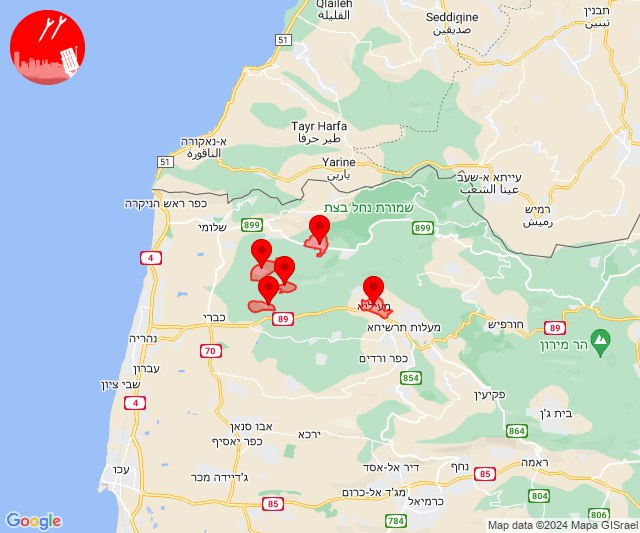 Qlaileh
القليلة
Seddiqine
صديقين
תבנין
تبنين
51
Tayr Harfa
طير حرفا
א-נאקורה
الناقورة
Yarine
يارين
51
עייתא א-שעב
عيتا الشعب
רמיש
رميش
כפר ראש הניקרה
שמורת נחל בצת
899
899
שלומי
4
מעיליא
כברי
89
מעלות תרשיחא
חורפיש
89
הר מירון
נהריה
70
כפר ורדים
עברון
854
שבי ציון
פקיעין
4
בית ג'ן
אבו סנאן
כפר יאסיף
ירכא
864
עכו
ג'דיידה מכר
דיר אל-אסד
נחף
ראמה
85
85
מג'ד אל-כרום
כרמיאל
804
784
806
Google
Map data ©2024 Mapa GISrael